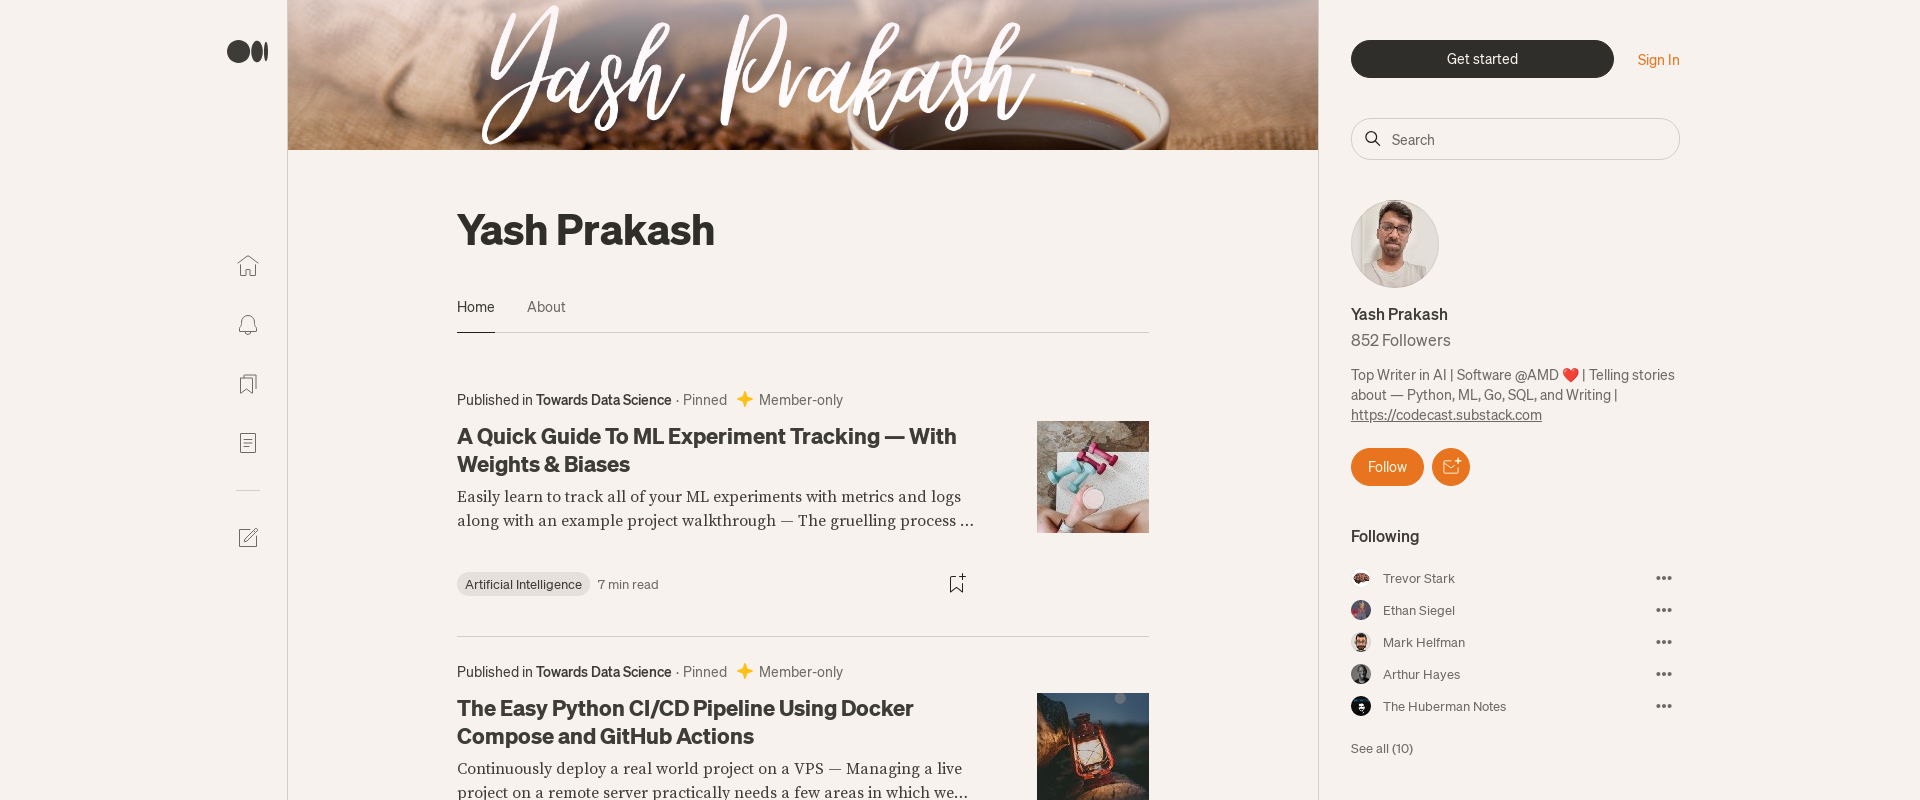 Yash Prakash
Yash Prakash
Home
About
Published in Towards Data Science · Pinned Member-only
A Quick Guide To ML Experiment Tracking — With
Weights & Biases
Easily learn to track all of your ML experiments with metrics and logs
along with an example project walkthrough — The gruelling process …
Artificial Intelligence
7 min read
Published in Towards Data Science · Pinned Member-only
The Easy Python CI/CD Pipeline Using Docker
Compose and GitHub Actions
Continuously deploy a real world project on a VPS — Managing a live
project on a remote server practically needs a few areas in which we…
Get started
Sign In
Search
Yash Prakash
852 Followers
Top Writer in AI | Software @AMD ❤️ | Telling stories
about — Python, ML, Go, SQL, and Writing |
https://codecast.substack.com
Follow
Following
Trevor Stark
Ethan Siegel
Mark Helfman
Arthur Hayes
The Huberman Notes
See all (10)